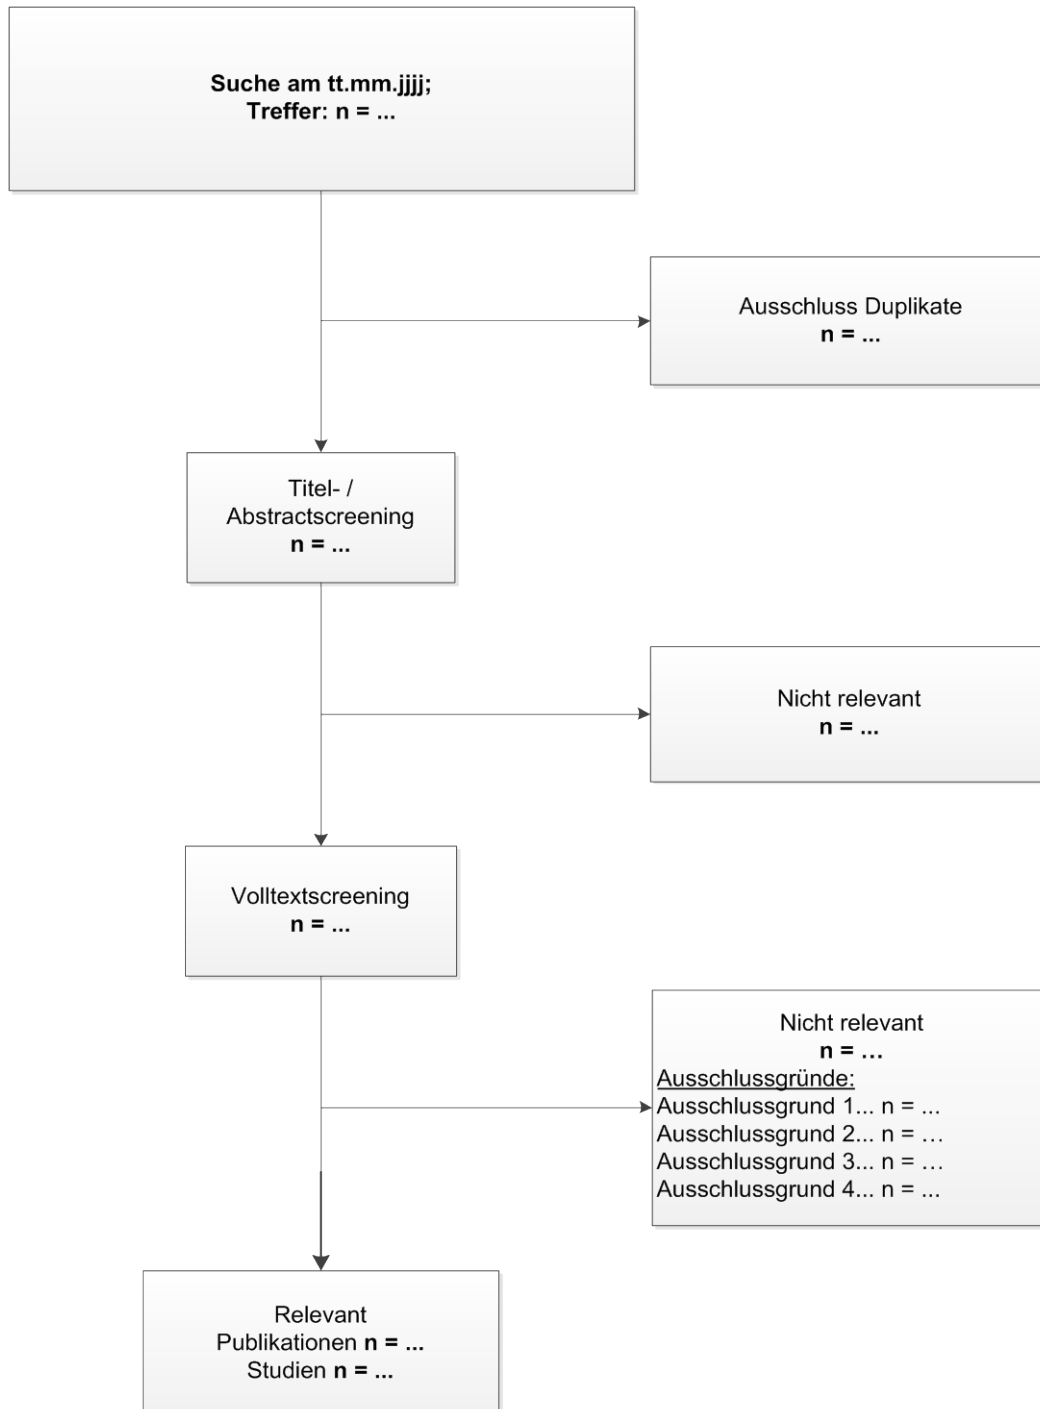 Suche am tt.mm.jjjj;
Treffer: n = ...
Ausschluss Duplikate
n = ...
Titel- /
Abstractscreening
n = ...
Nicht relevant
n = ...
Volltextscreening
n = ...
Nicht relevant
n = …
Ausschlussgründe:
Ausschlussgrund 1... n = ...
Ausschlussgrund 2... n = …
Ausschlussgrund 3... n = …
Ausschlussgrund 4... n = ...
Relevant
Publikationen n = ...
Studien n = ...